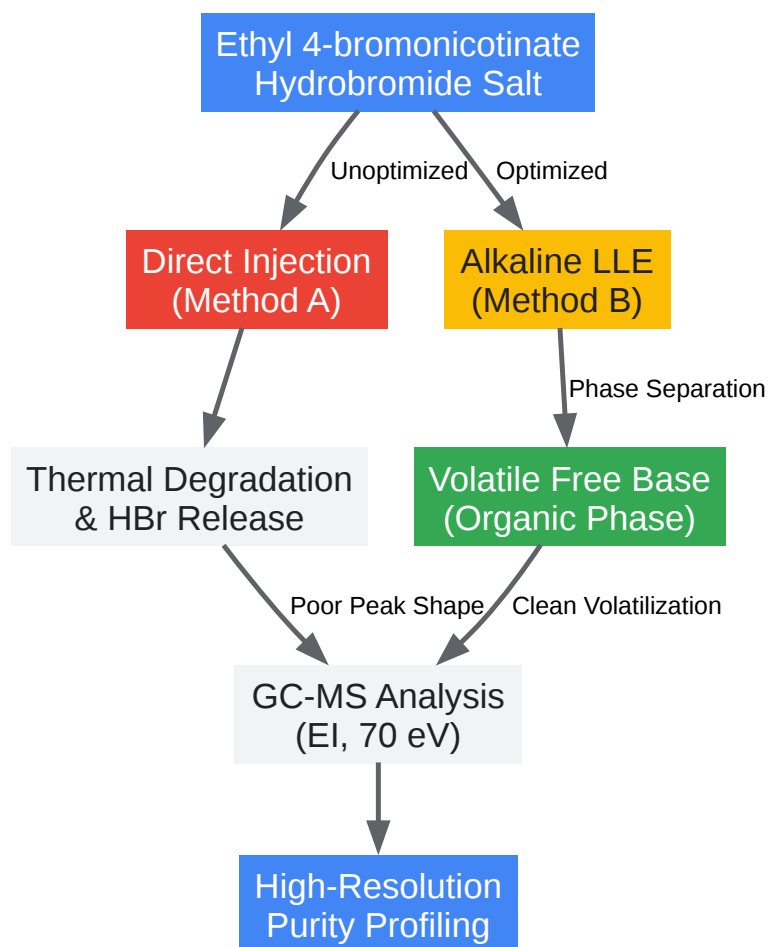 Ethyl 4-bromonicotinate
Hydrobromide Salt
Unoptimized
Optimized
Direct Injection
(Method A)
Alkaline LLE
(Method B)
Phase Separation
Thermal Degradation
& HBr Release
Volatile Free Base
(Organic Phase)
Poor Peak Shape
Clean Volatilization
GC-MS Analysis
(EI, 70 eV)
High-Resolution
Purity Profiling